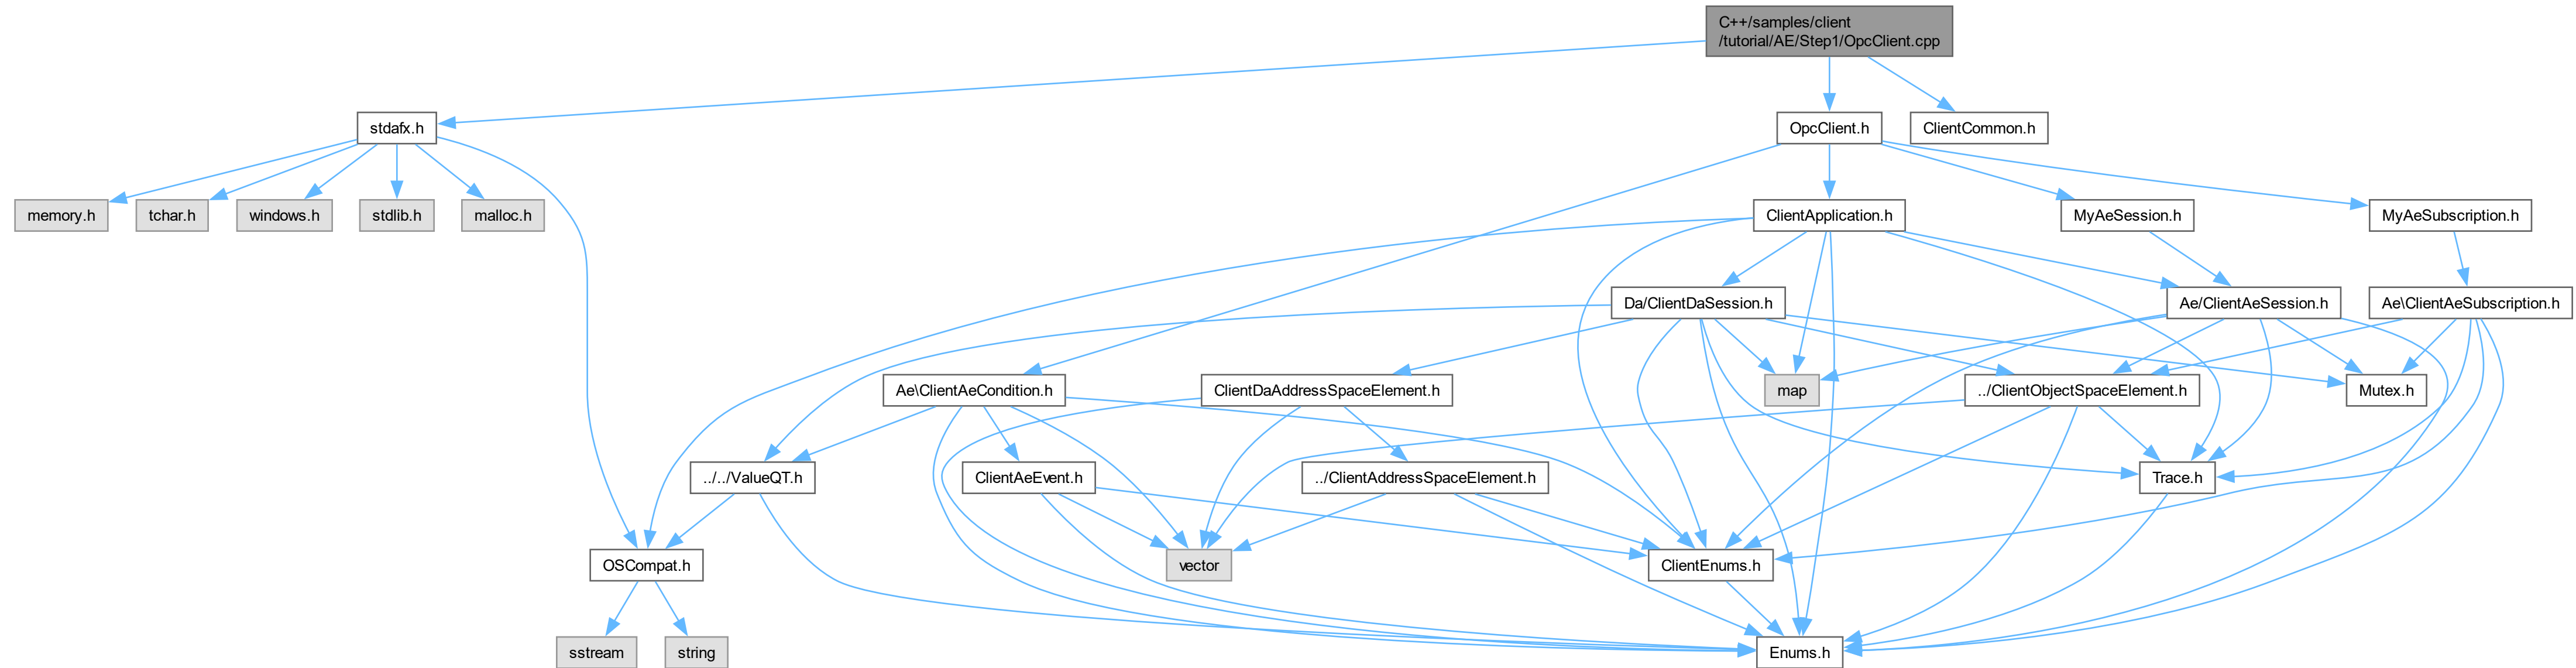 C++/samples/client
/tutorial/AE/Step1/OpcClient.cpp
stdafx.h
OpcClient.h
ClientCommon.h
memory.h
tchar.h
windows.h
stdlib.h
malloc.h
ClientApplication.h
MyAeSession.h
MyAeSubscription.h
Da/ClientDaSession.h
Ae/ClientAeSession.h
Ae\ClientAeSubscription.h
Ae\ClientAeCondition.h
ClientDaAddressSpaceElement.h
map
../ClientObjectSpaceElement.h
Mutex.h
../../ValueQT.h
ClientAeEvent.h
../ClientAddressSpaceElement.h
Trace.h
OSCompat.h
vector
ClientEnums.h
sstream
string
Enums.h